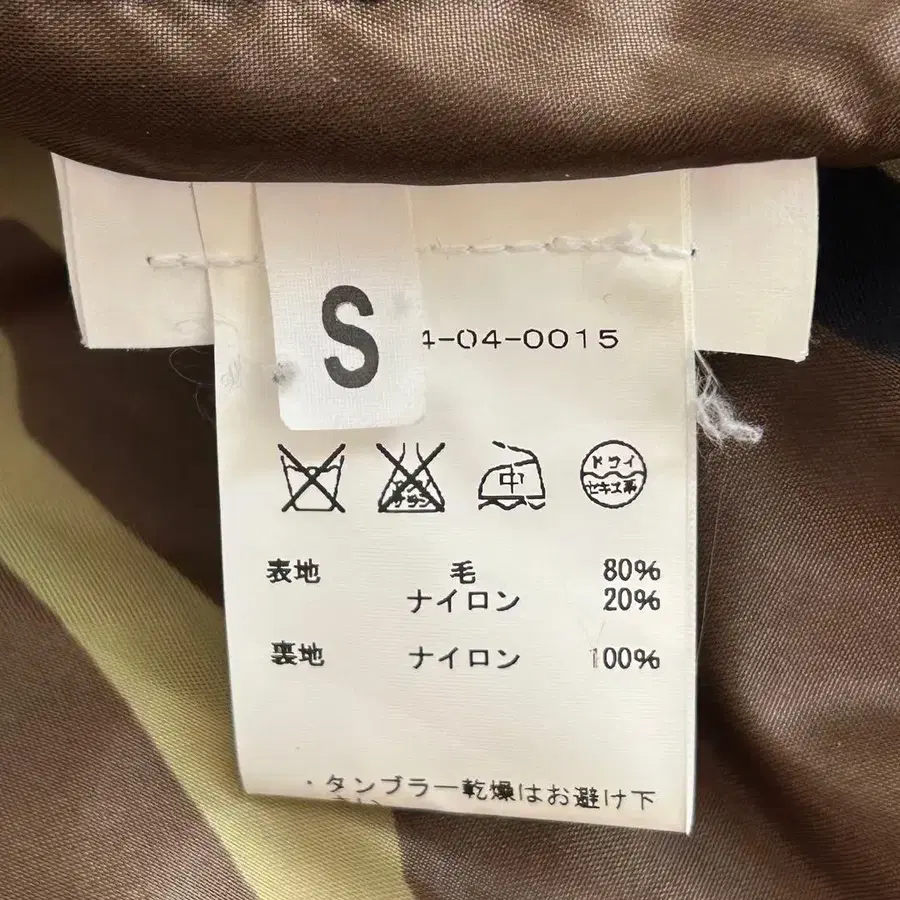 S
4-04-0015
中
ドライ
セキユ系
表地 毛 80%
ナイロン 20%
裏地 ナイロン 100%
・タンブラー乾燥はお避け下